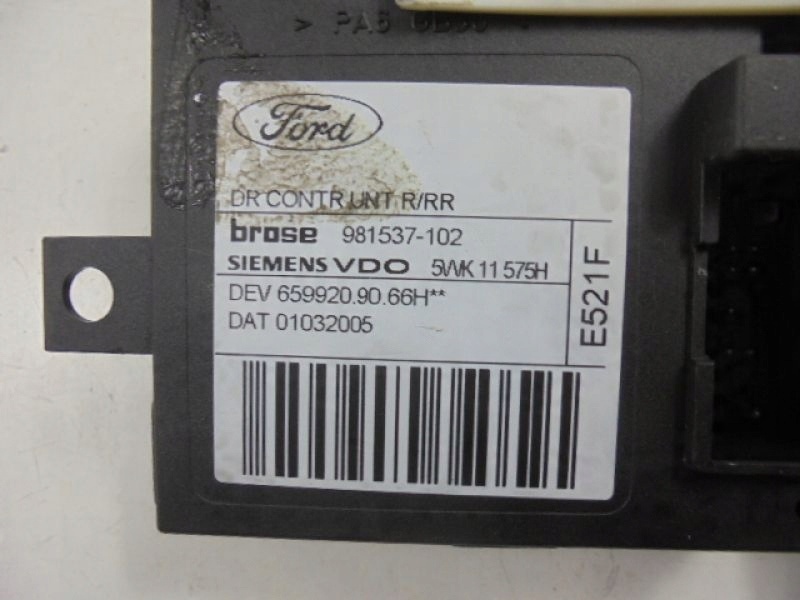 > PA6
Ford
DR CONTR UNT R/RR
brose 981537-102
SIEMENS VDO 5WK 11 575H
DEV 659920.90.66H**
DAT 01032005
E521F